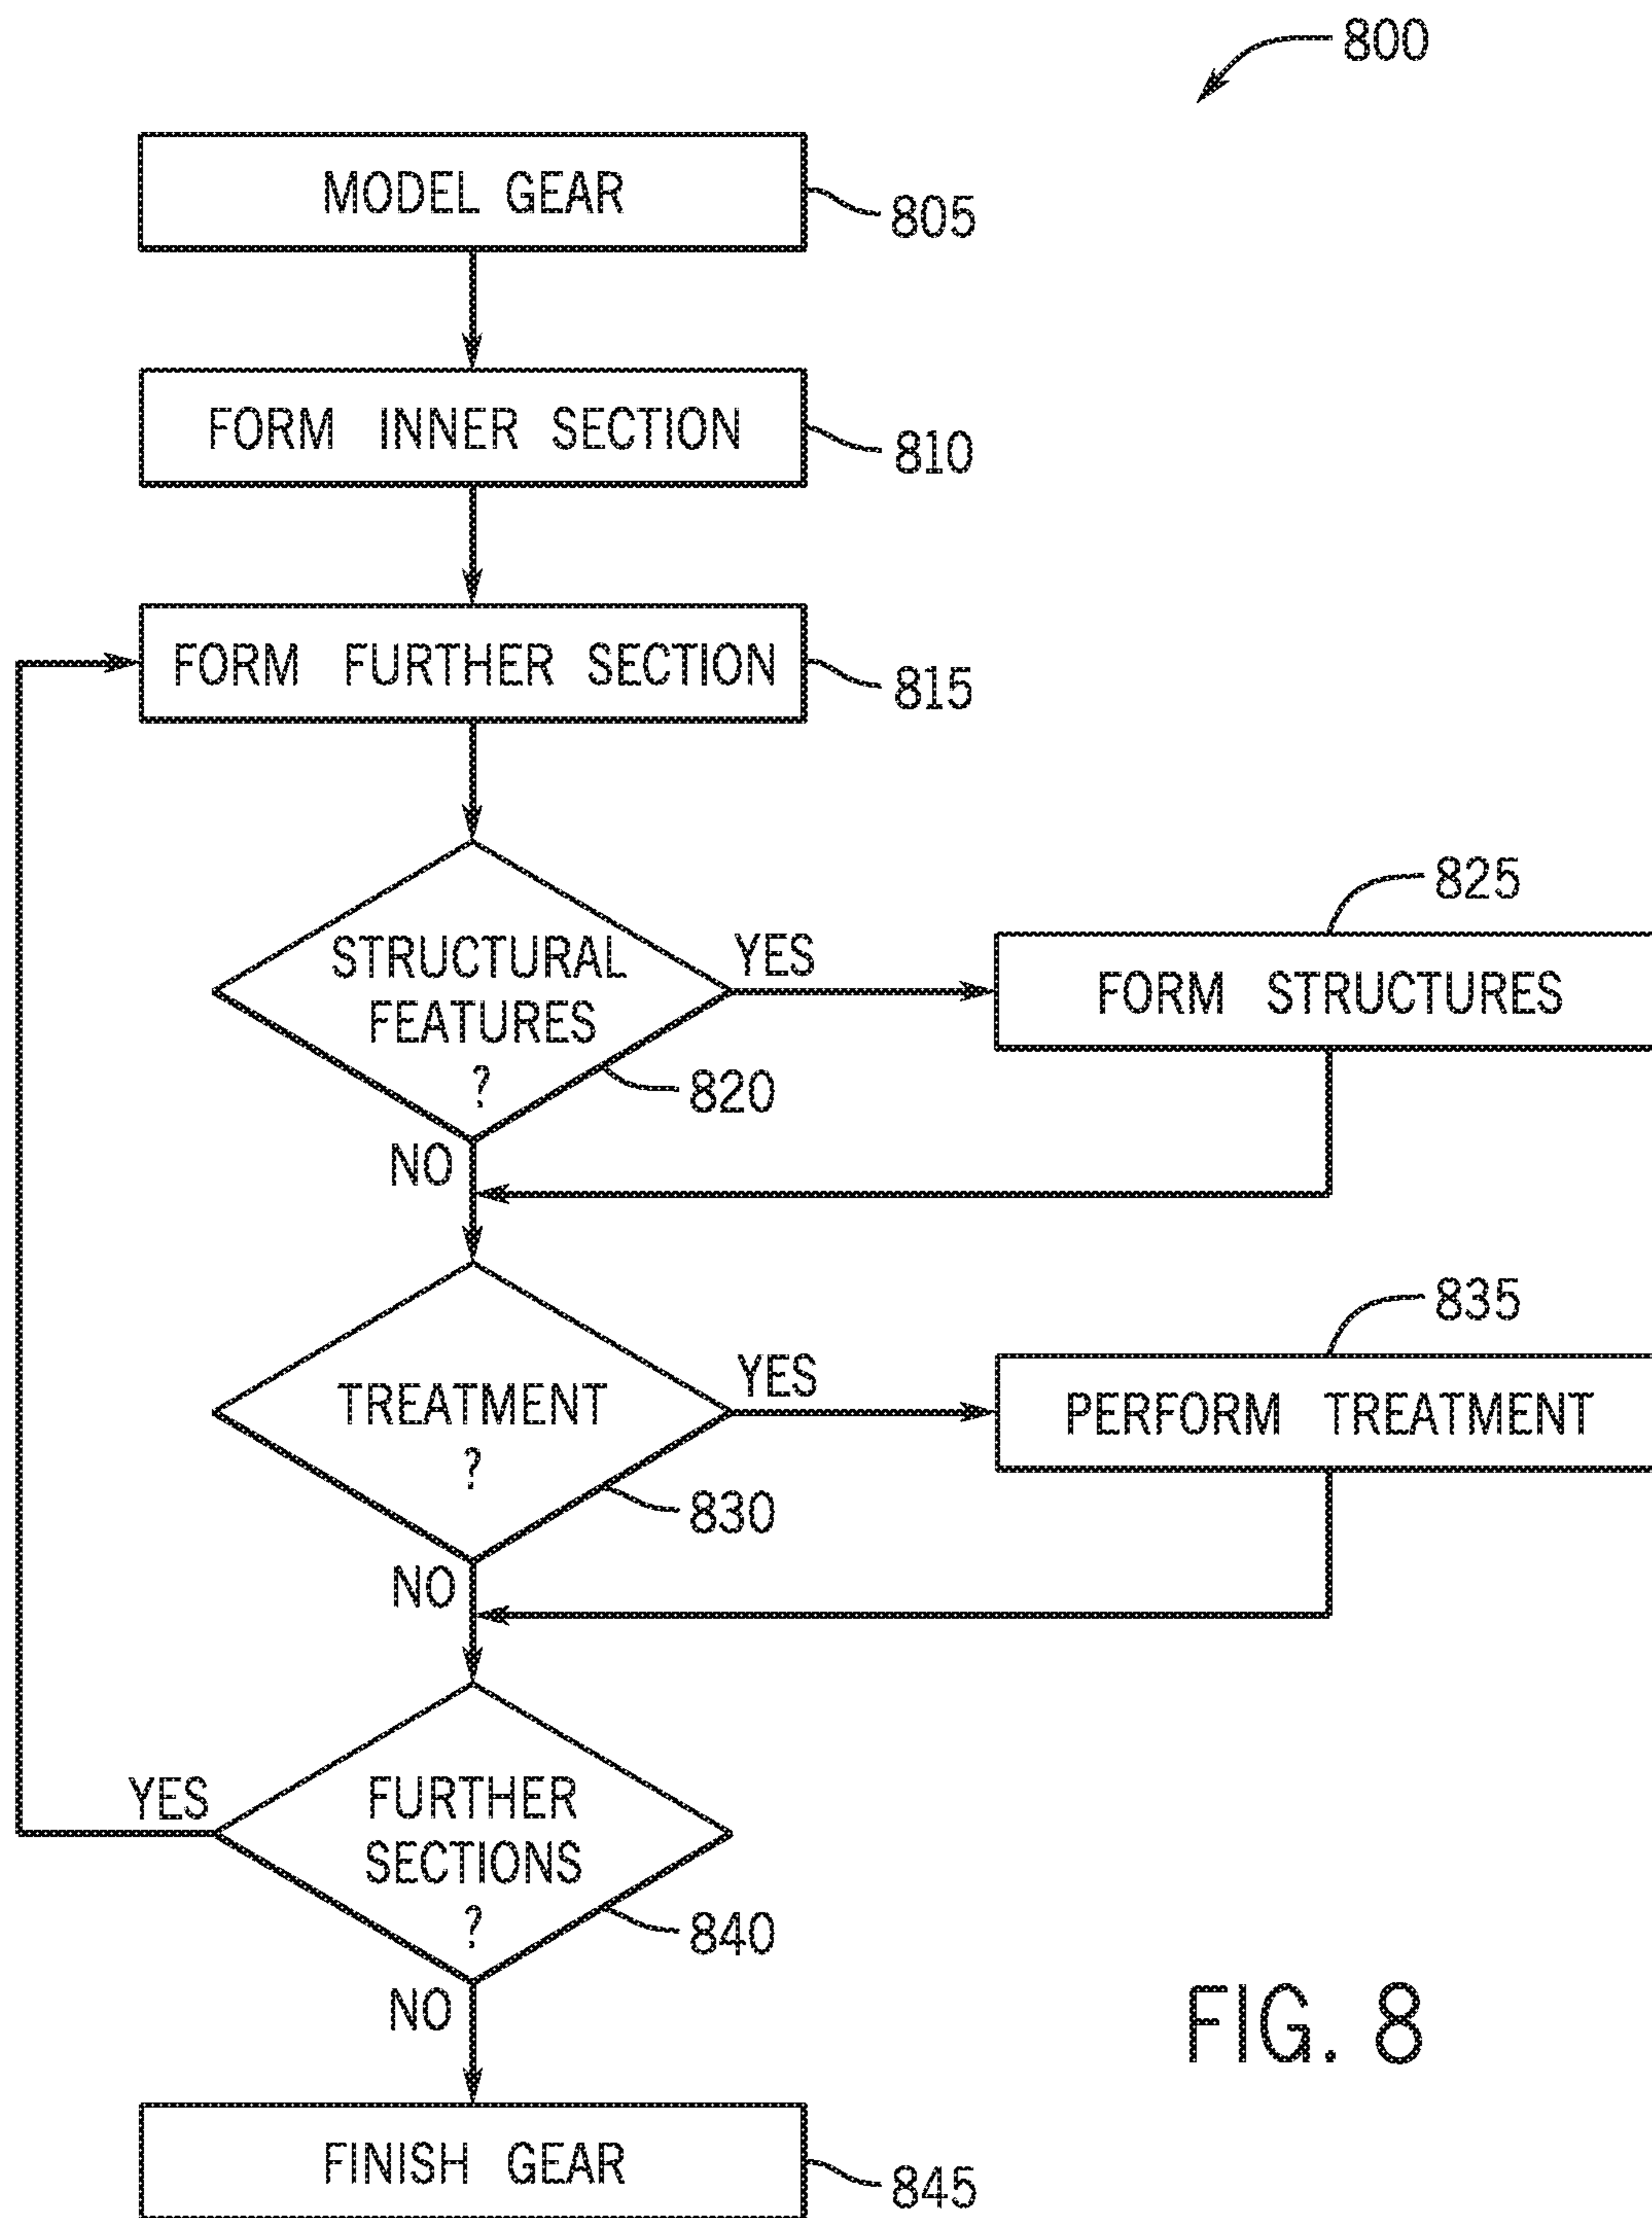 800
MODEL GEAR
805
FORM INNER SECTION
810
FORM FURTHER SECTION
815
STRUCTURAL
FEATURES
?
820
YES
825
FORM STRUCTURES
NO
TREATMENT
?
830
YES
835
PERFORM TREATMENT
NO
FURTHER
SECTIONS
?
840
YES
NO
FINISH GEAR
845
FIG. 8